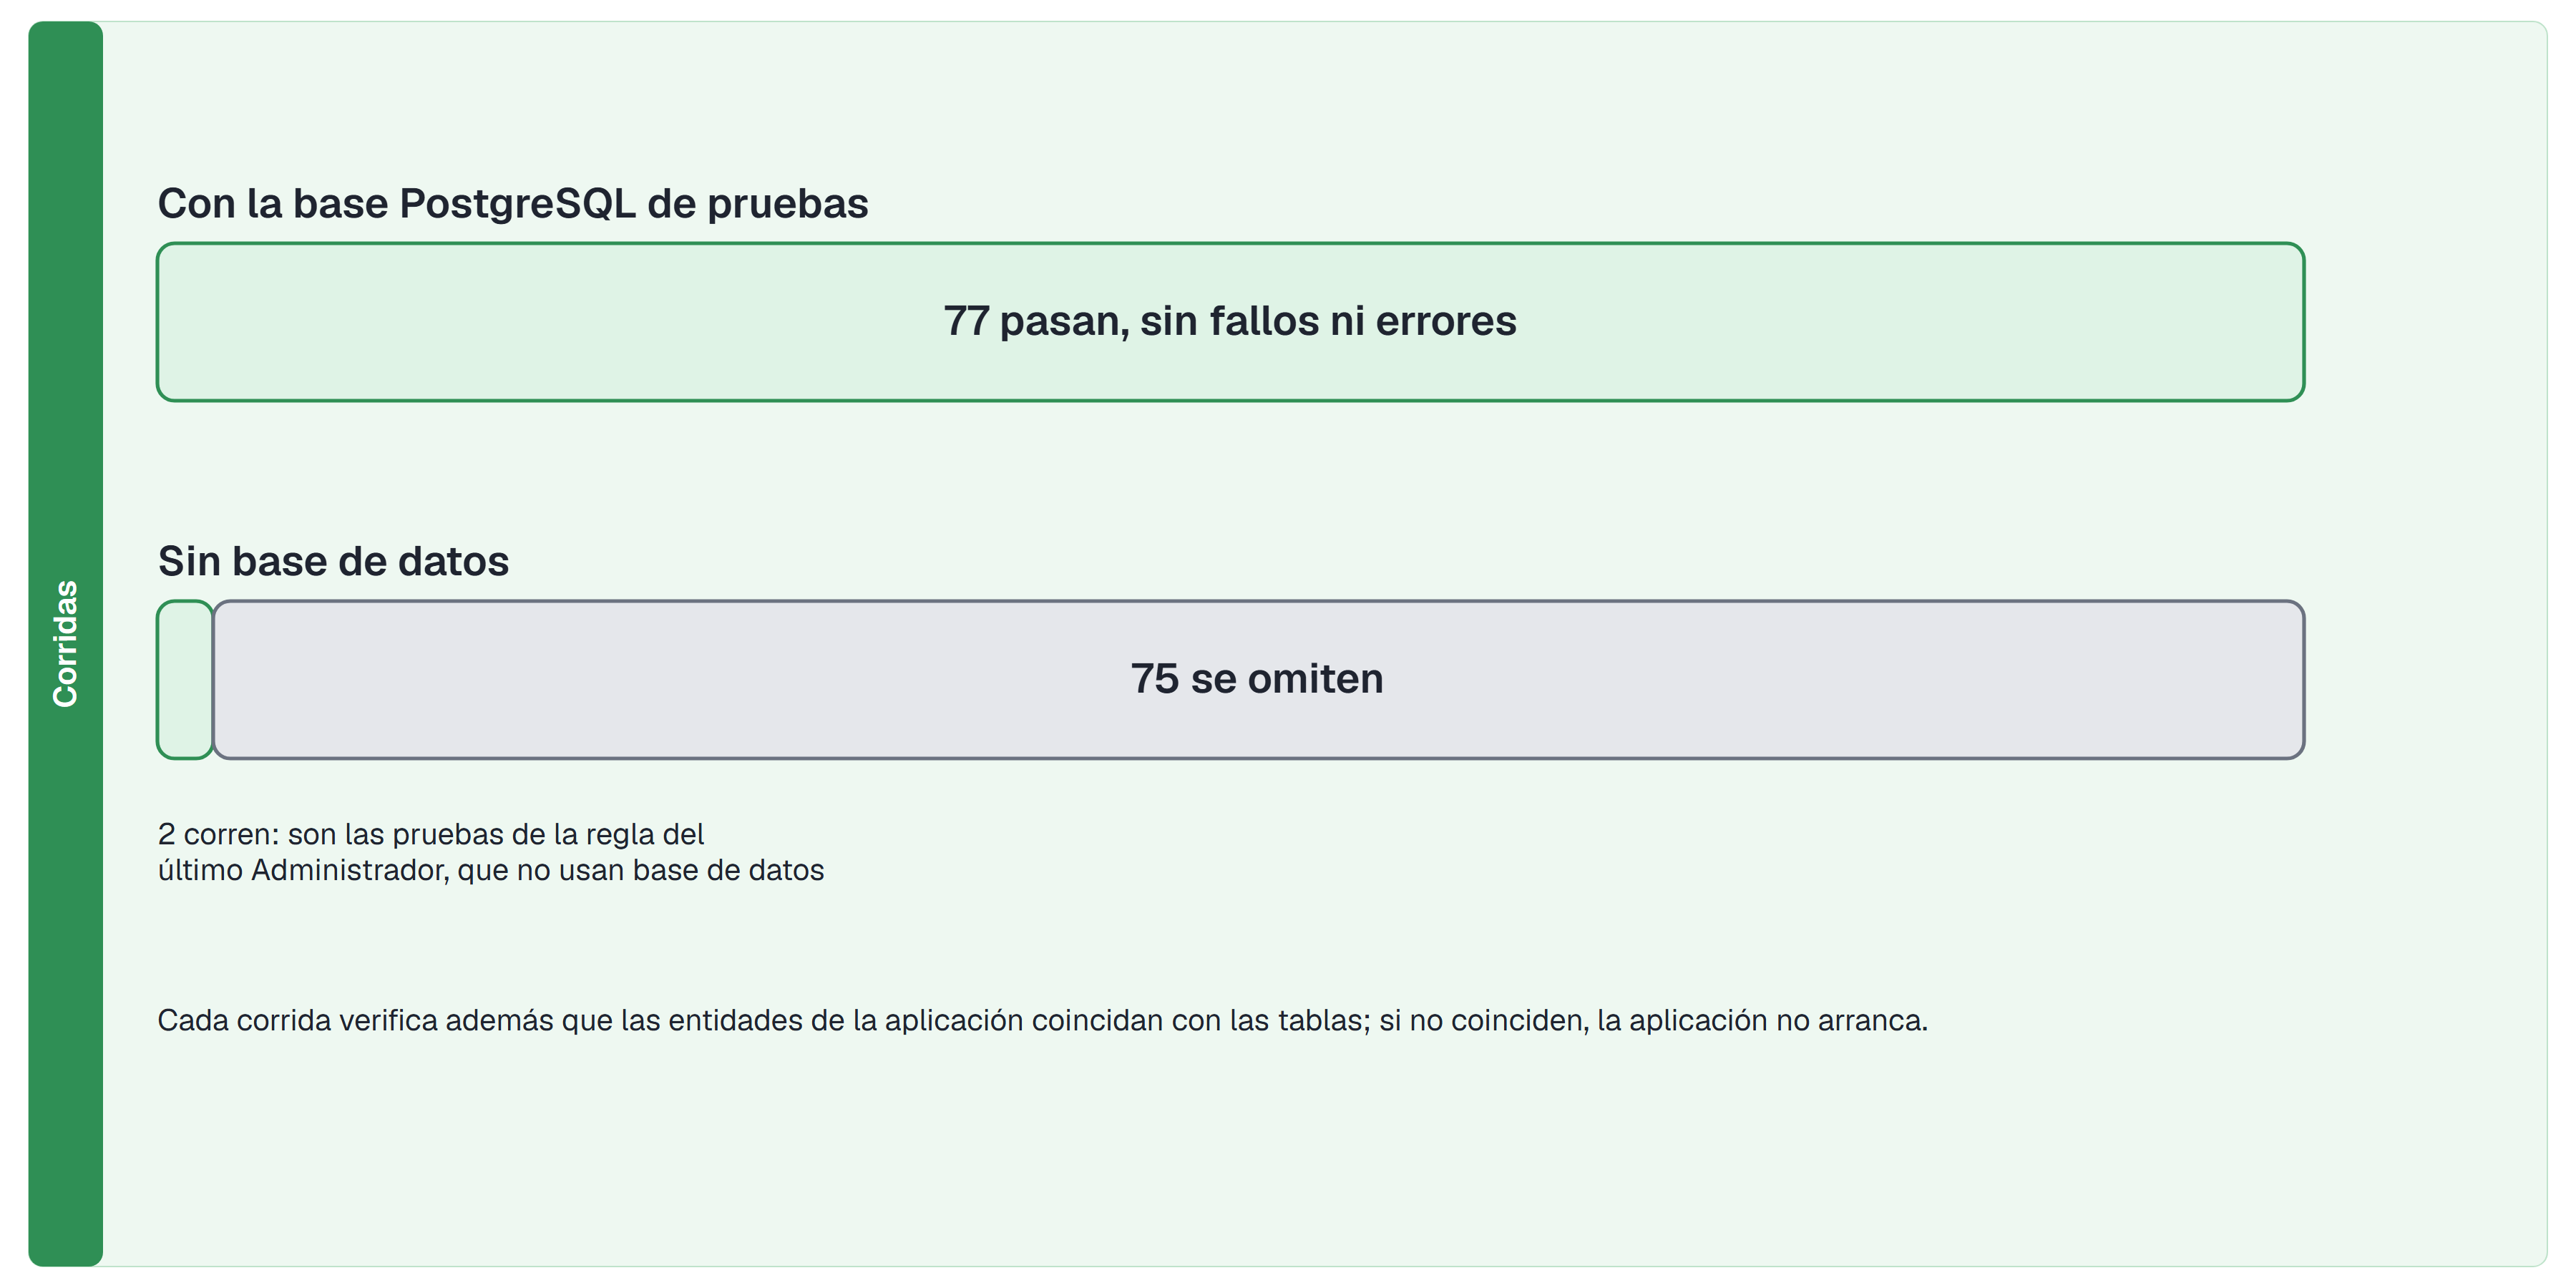 Corridas
Con la base PostgreSQL de pruebas
77 pasan, sin fallos ni errores
Sin base de datos
75 se omiten
2 corren: son las pruebas de la regla del
último Administrador, que no usan base de datos
Cada corrida verifica además que las entidades de la aplicación coincidan con las tablas; si no coinciden, la aplicación no arranca.